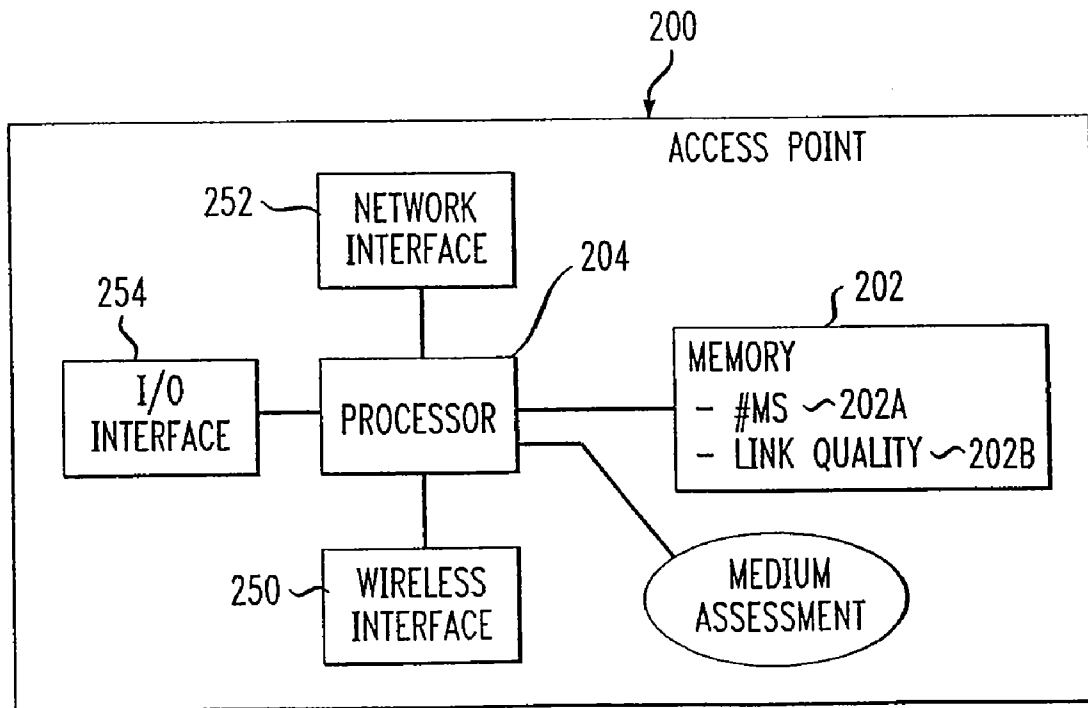 200
ACCESS POINT
252
NETWORK
INTERFACE
204
254
202
I/O
INTERFACE
PROCESSOR
MEMORY
- #MS 202A
- LINK QUALITY 202B
250
WIRELESS
INTERFACE
MEDIUM
ASSESSMENT